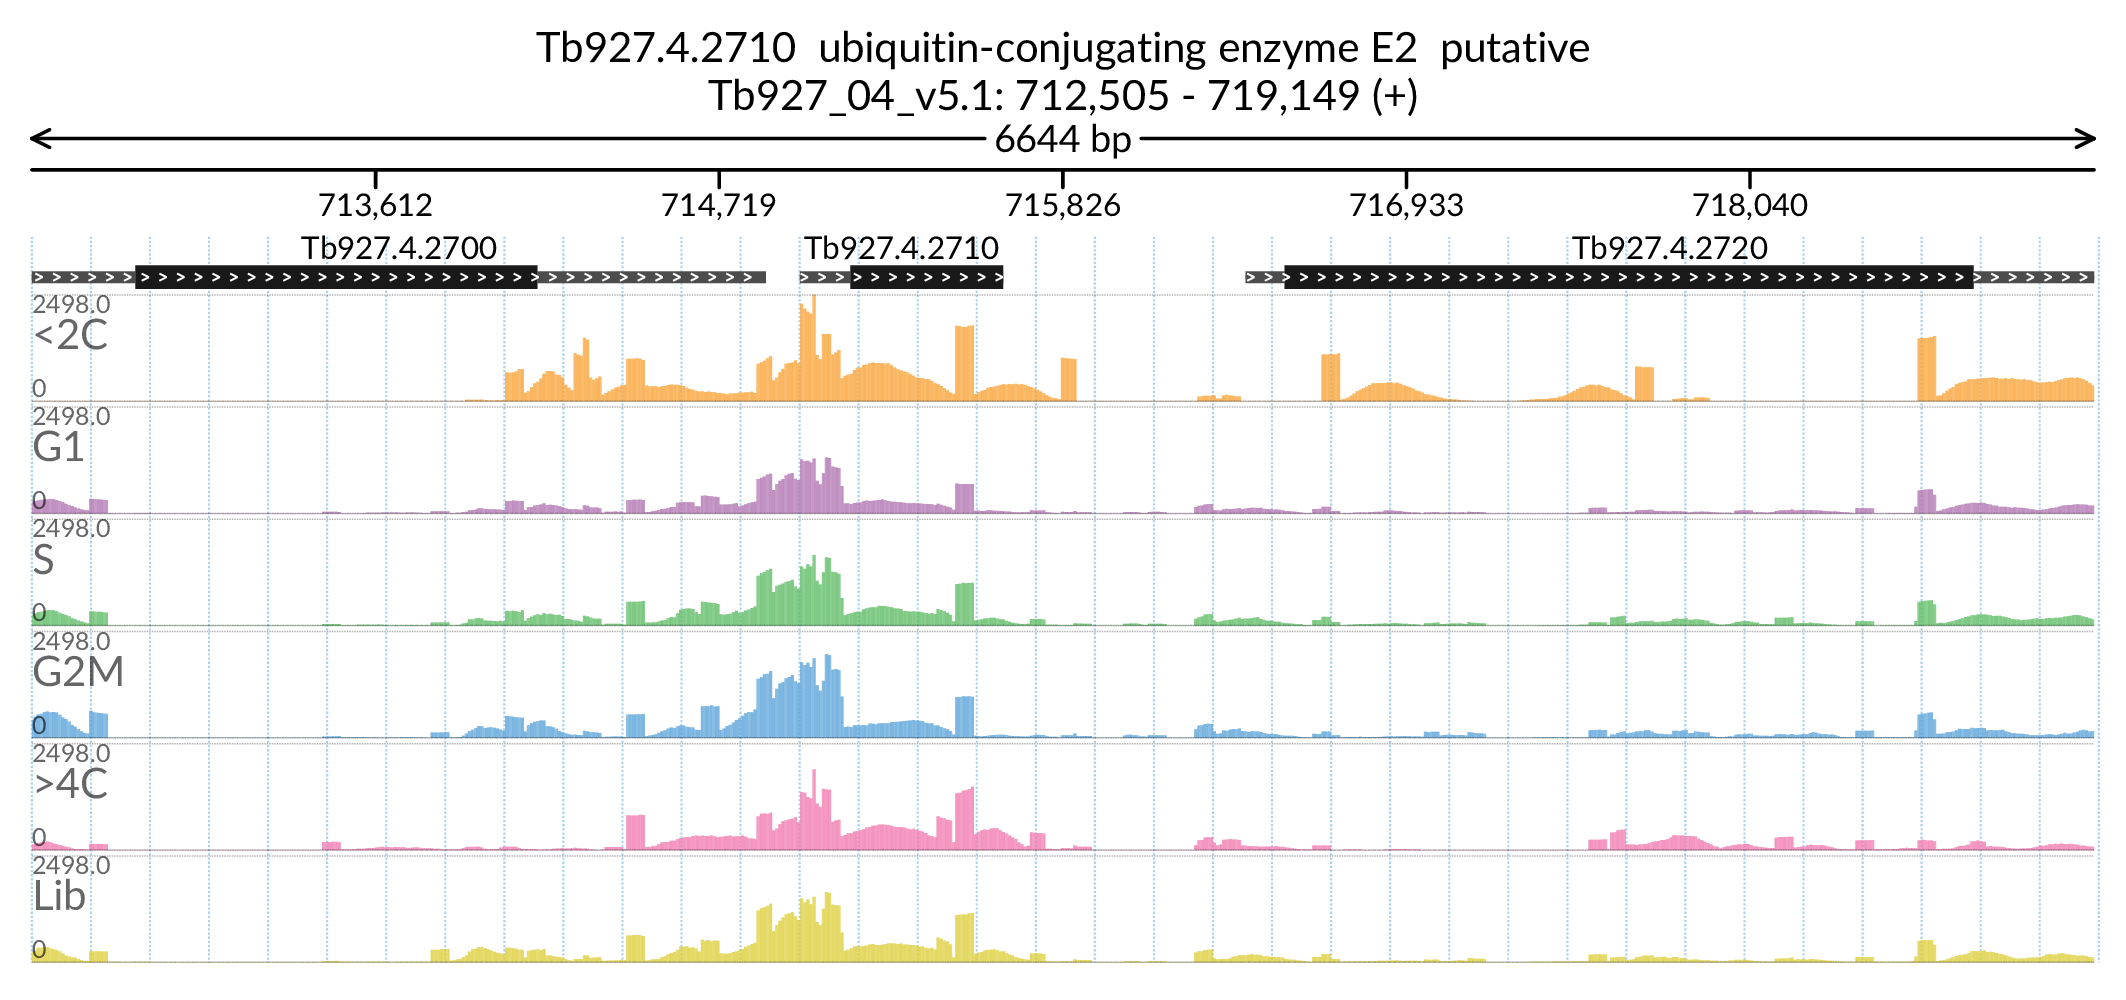 Tb927.4.2710 ubiquitin-conjugating enzyme E2 putative
Tb927_04_v5.1: 712,505 - 719,149 (+)
6644 bp
713,612 714,719 715,826 716,933 718,040
Tb927.4.2700 Tb927.4.2710 Tb927.4.2720
2498.0
<2C
0
2498.0
G1
0
2498.0
S
0
2498.0
G2M
0
2498.0
>4C
0
2498.0
Lib
0